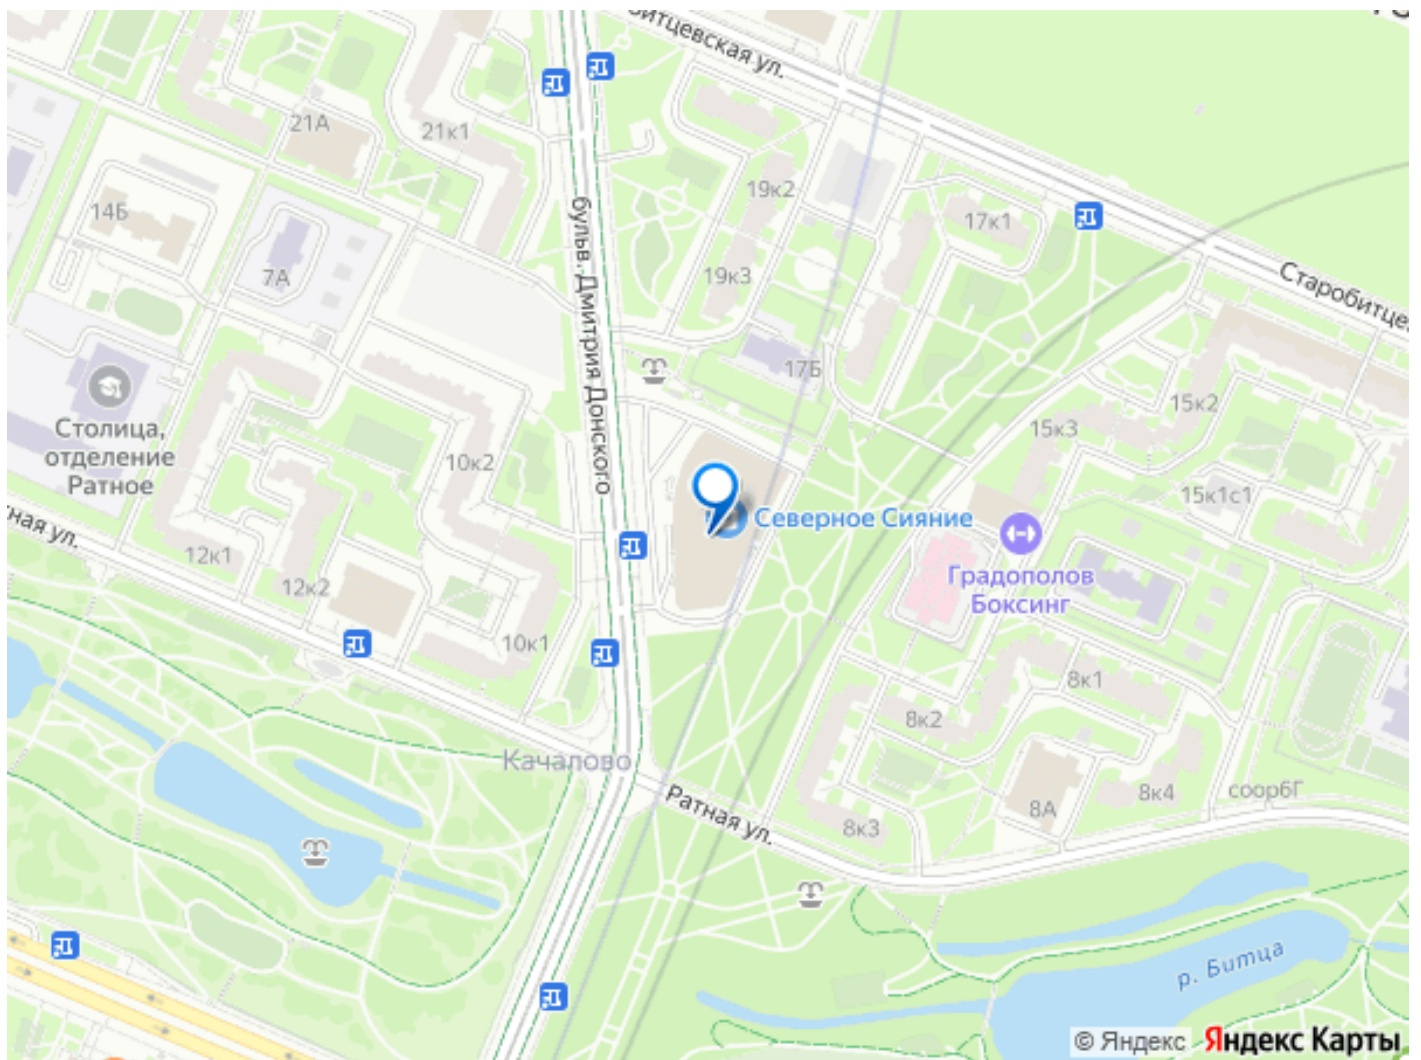 битцевская ул.
21А
21к1
14Б
7А
19к2
17к1
19к3
бульв. Дмитрия Донского
Старобитцев
17Б
Столица,
отделение
Ратное
10к2
15к2
15к3
15к1с1
ная ул.
12к1
12к2
Северное Сияние
Градополов
Боксинг
10к1
8к1
8к2
Качалово
Ратная ул.
8к3
8А
8к4
соор6Г
р. Битца
© Яндекс Яндекс Карты